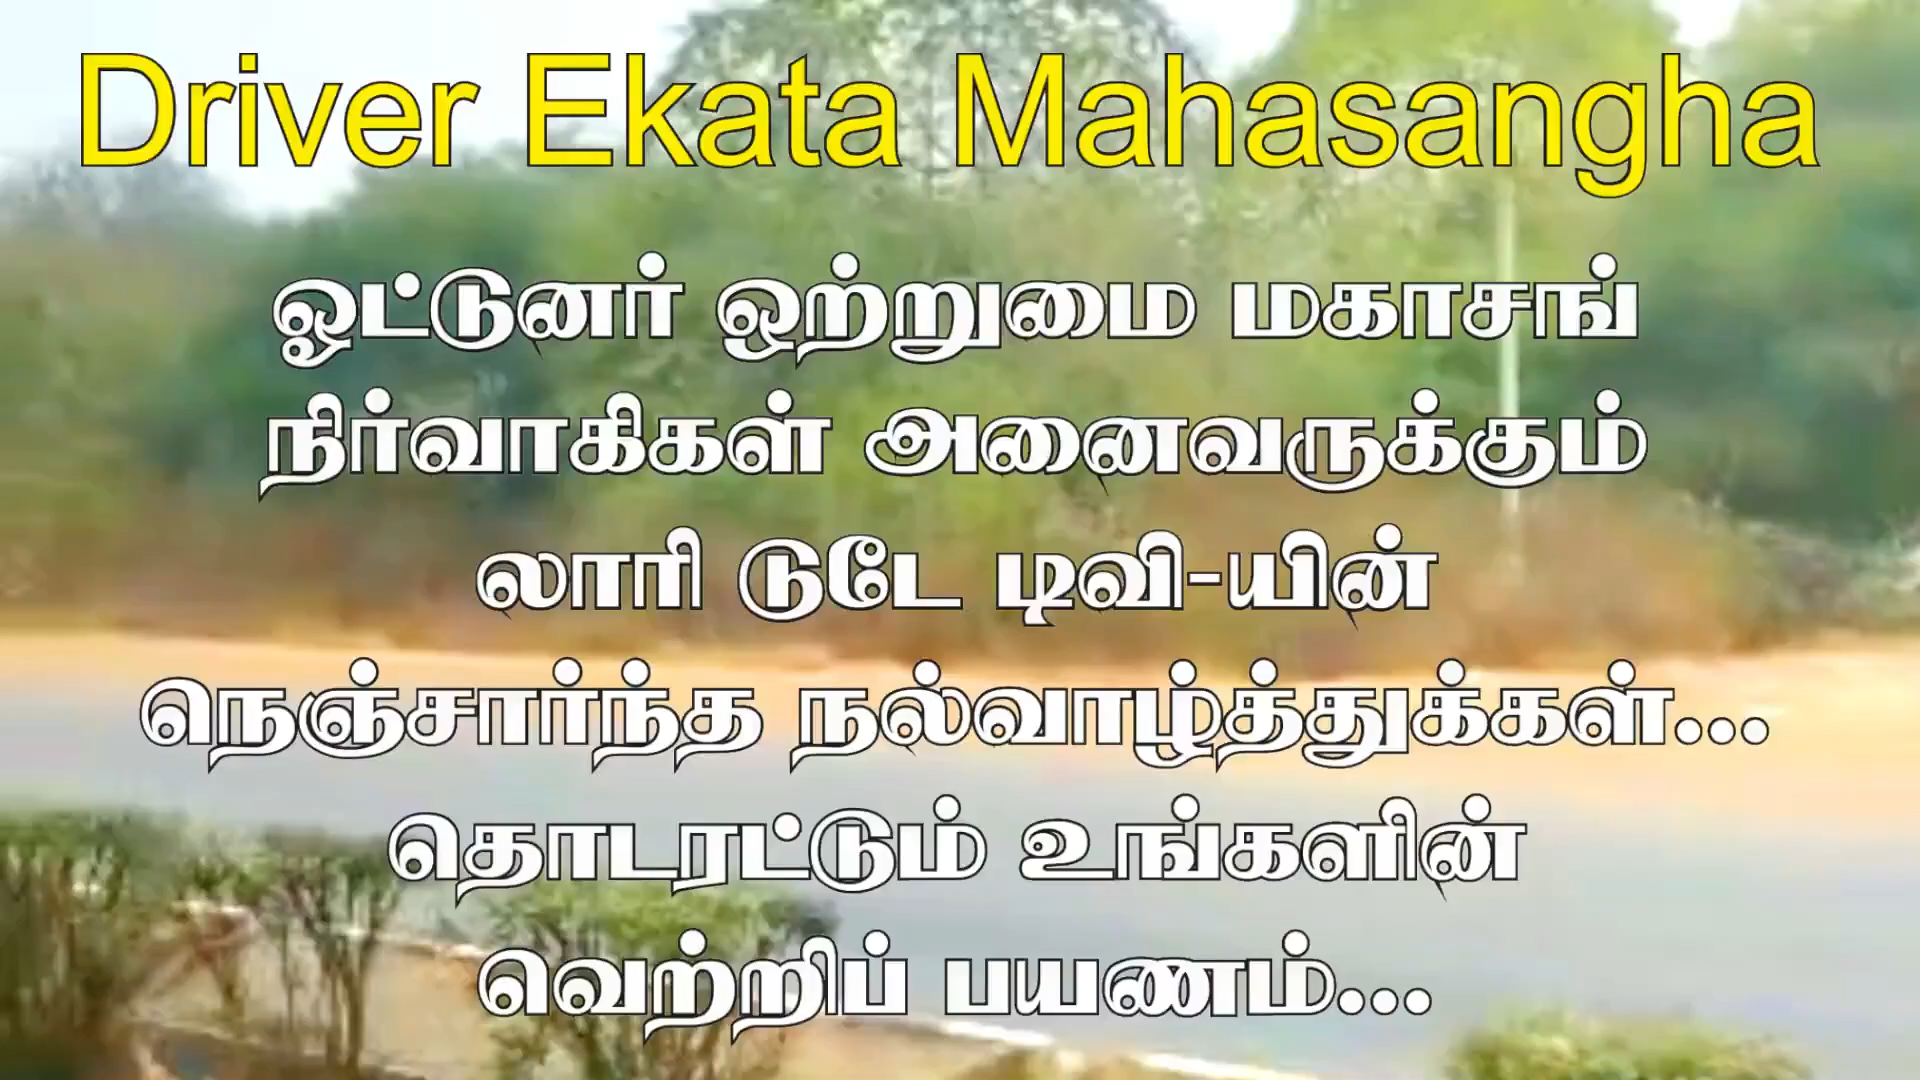 Driver Ekata Mahasangha
ஓட்டுனர் ஒற்றுமை மகாசங்
நிர்வாகிகள் அனைவருக்கும்
லாரி டுடே டிவி-யின்
நெஞ்சார்ந்த நல்வாழ்த்துக்கள்...
தொடரட்டும் உங்களின்
வெற்றிப் பயணம்...